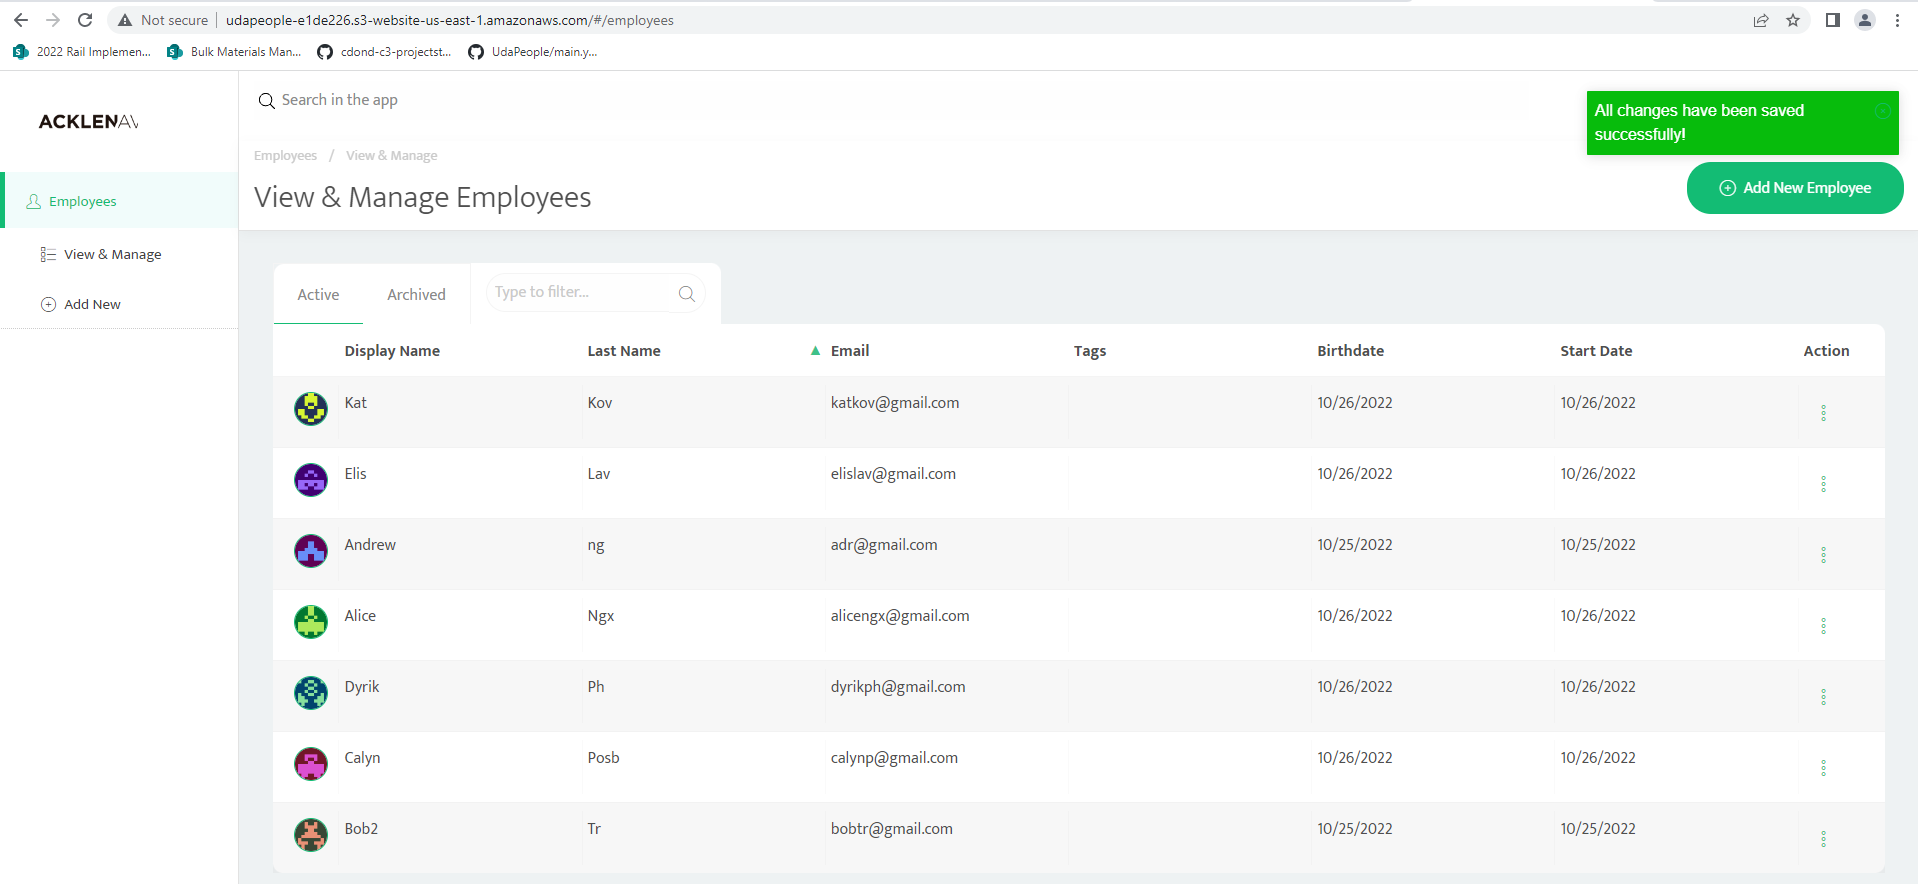 Not secure udapeople-e1de226.s3-website-us-east-1.amazonaws.com/#/employees
2022 Rail Implemen... Bulk Materials Man... cdond-c3-projectst... UdaPeople/main.y...
ACKLENAV
Search in the app
All changes have been saved
successfully!
Employees / View & Manage
View & Manage Employees
Add New Employee
Employees
View & Manage
Add New
Active Archived Type to filter...
Display Name Last Name ▲ Email Tags Birthdate Start Date Action
Kat Kov katkov@gmail.com 10/26/2022 10/26/2022
Elis Lav elislav@gmail.com 10/26/2022 10/26/2022
Andrew ng adr@gmail.com 10/25/2022 10/25/2022
Alice Ngx alicengx@gmail.com 10/26/2022 10/26/2022
Dyrik Ph dyrikph@gmail.com 10/26/2022 10/26/2022
Calyn Posb calynp@gmail.com 10/26/2022 10/26/2022
Bob2 Tr bobtr@gmail.com 10/25/2022 10/25/2022